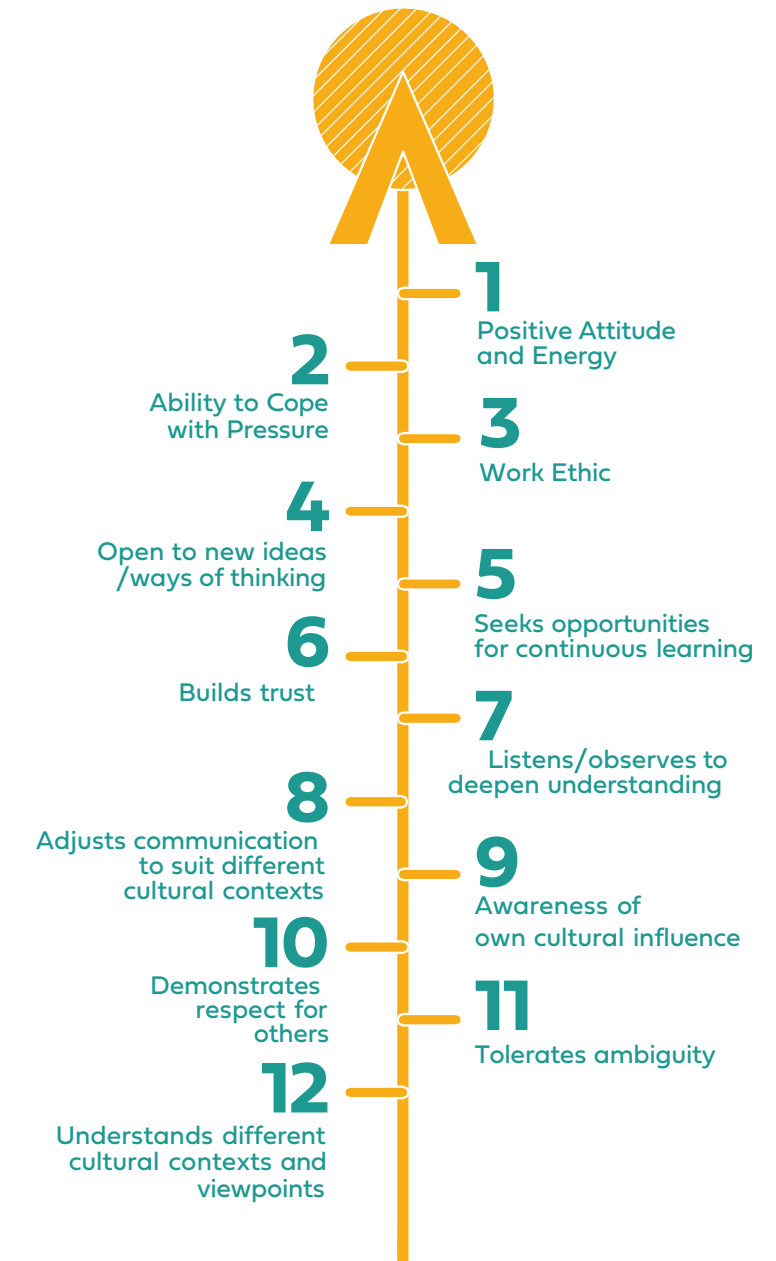 1
Positive Attitude
and Energy
2
Ability to Cope
with Pressure
3
Work Ethic
4
Open to new ideas
/ways of thinking
5
Seeks opportunities
for continuous learning
6
Builds trust
7
Listens/observes to
deepen understanding
8
Adjusts communication
to suit different
cultural contexts
9
Awareness of
own cultural influence
10
Demonstrates
respect for
others
11
Tolerates ambiguity
12
Understands different
cultural contexts and
viewpoints